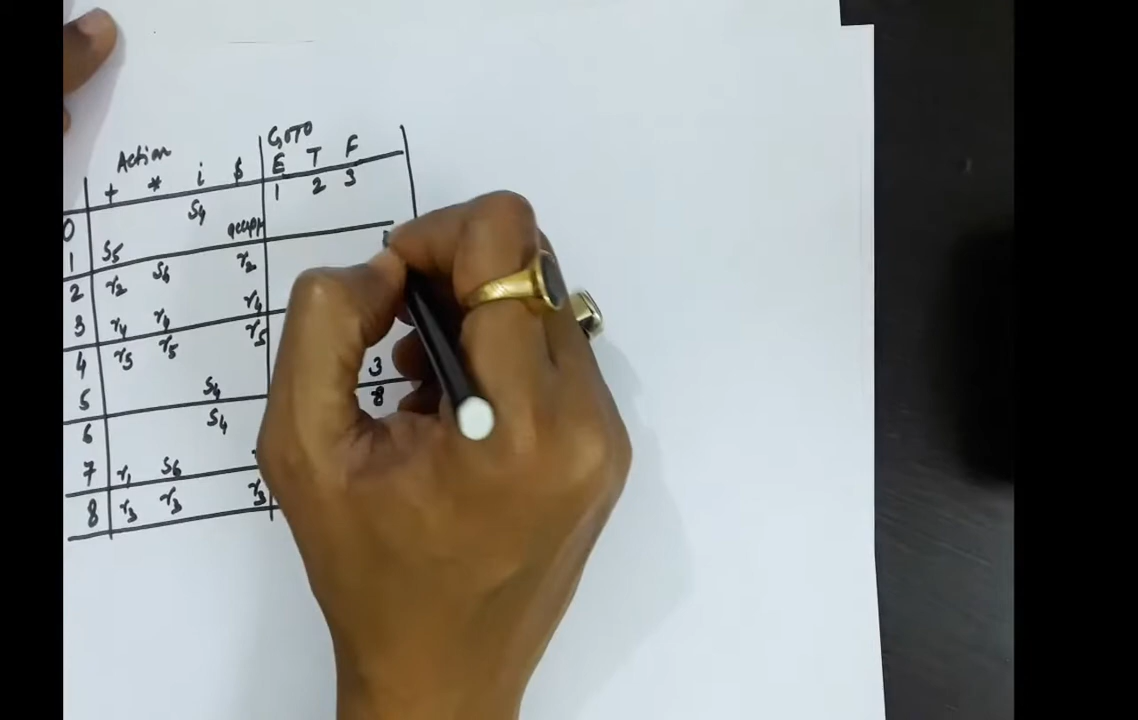 Action GOTO
+ * i $ E T F
0 S4 1 2 3
1 S5 accept
2 r2 S6 r2
3 r4 r4 r4
4 r5 r5 r5
5 S4 3
6 S4 8
7 r1 S6
8 r3 r3 r3